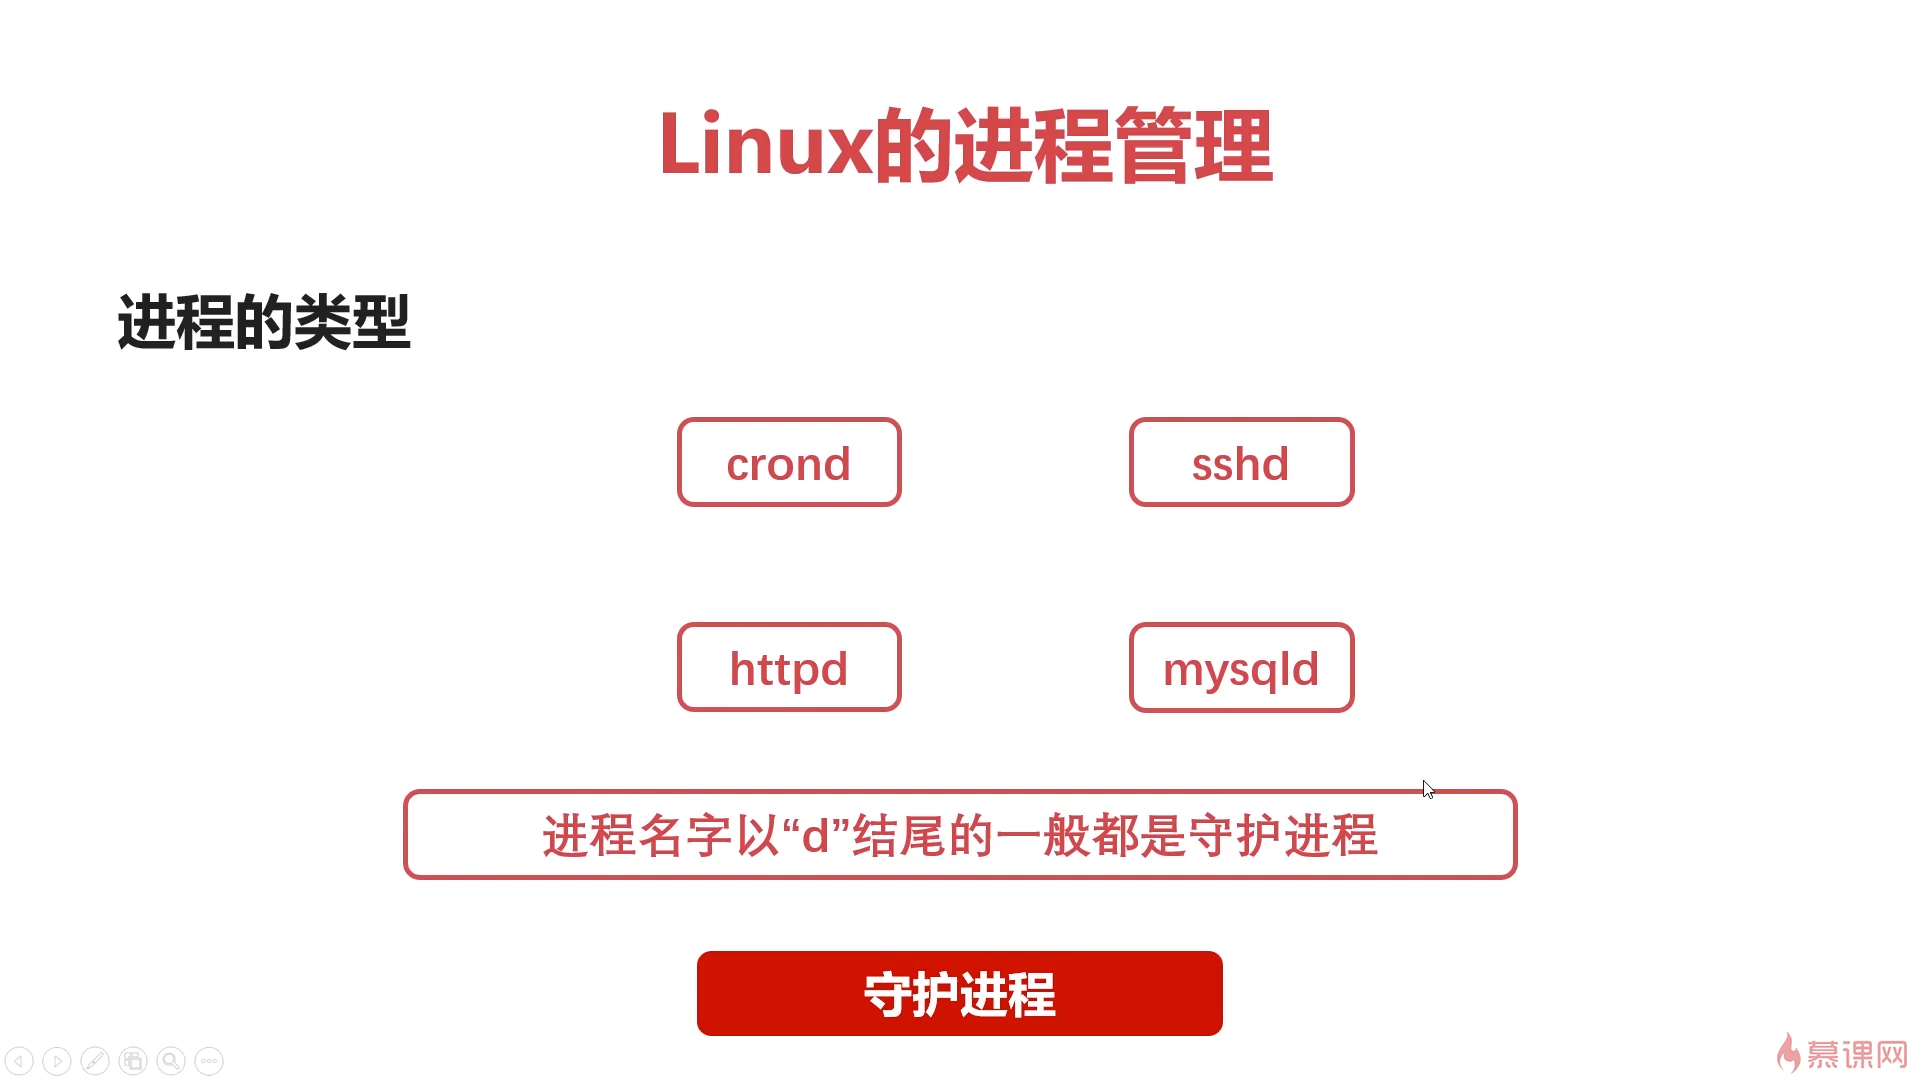 Linux的进程管理
进程的类型
crond
sshd
httpd
mysqld
进程名字以“d”结尾的一般都是守护进程
守护进程
慕课网